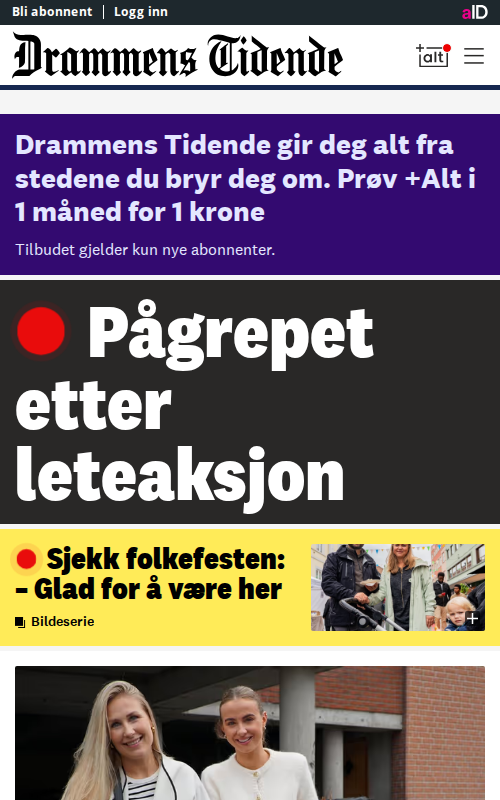 Bli abonnent | Logg inn
aID
Drammens Tidende
+alt
Drammens Tidende gir deg alt fra
stedene du bryr deg om. Prøv +Alt i
1 måned for 1 krone
Tilbudet gjelder kun nye abonnenter.
Pågrepet
etter
leteaksjon
Sjekk folkefesten:
– Glad for å være her
Bildeserie